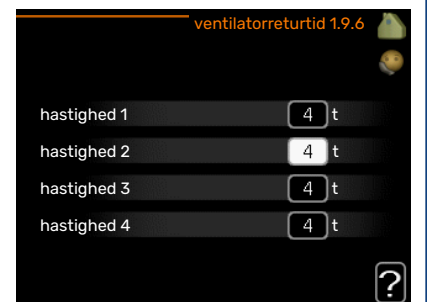 ventilatorreturtid 1.9.6
hastighed 1 4 t
hastighed 2 4 t
hastighed 3 4 t
hastighed 4 4 t
?